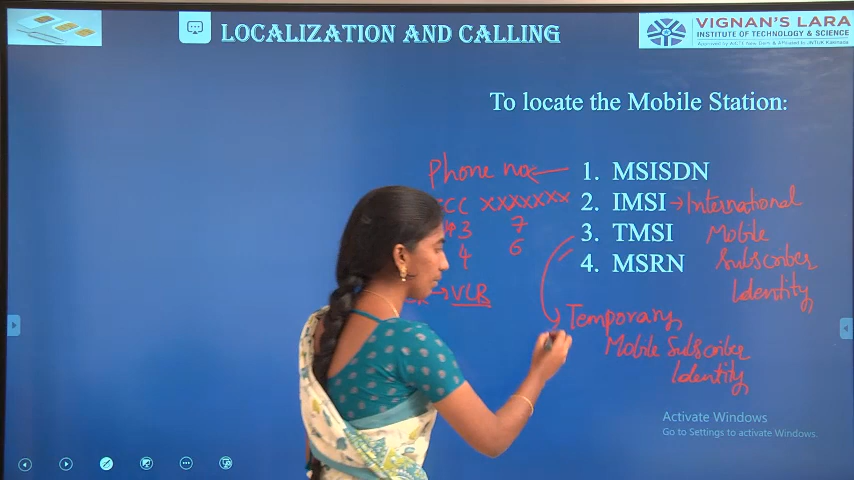 LOCALIZATION AND CALLING
VIGNAN'S LARA
INSTITUTE OF TECHNOLOGY & SCIENCE
To locate the Mobile Station:
Phone no
1. MSISDN
CC XXXXXXX
2. IMSI → International
3 7
3. TMSI
Mobile
4 6
4. MSRN
Subscriber
→ VLR
Identity
Temporary
Mobile Subscriber
Identity
Activate Windows
Go to Settings to activate Windows.